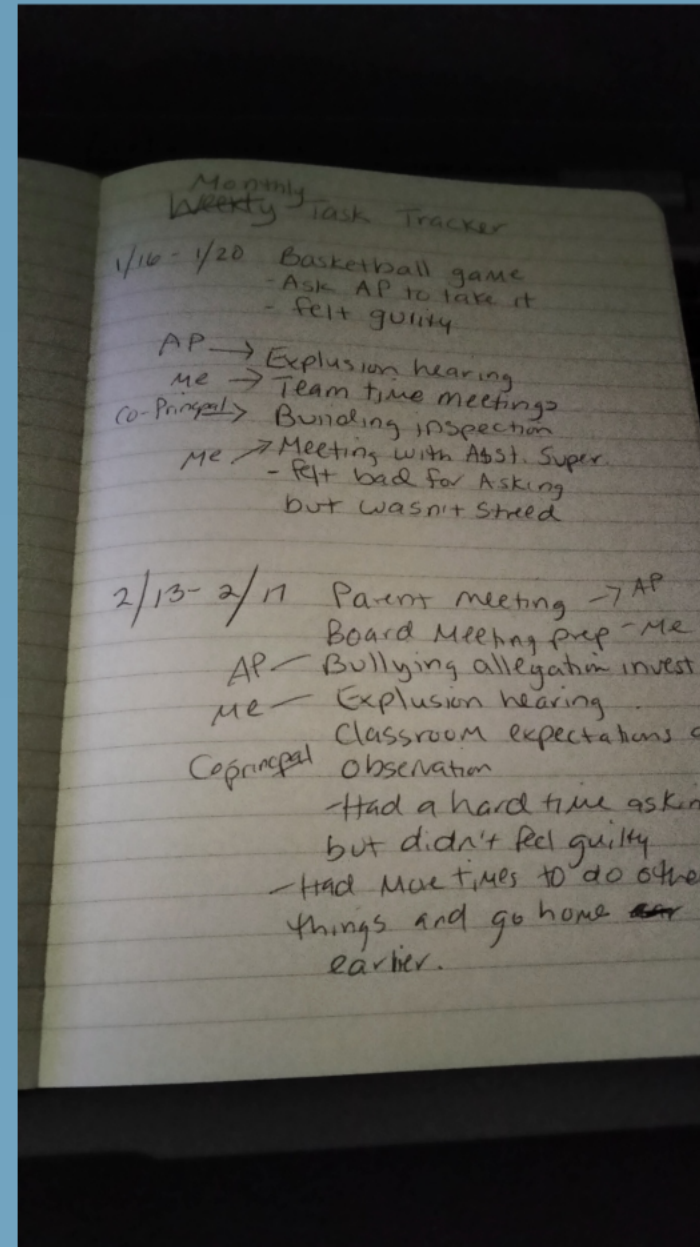 Monthly
Weekly Task Tracker
1/16 - 1/20 Basketball game
- Ask AP to take it
- felt guilty
AP → Explusion hearing
Me → Team time meetings
Co-Principal > Building inspection
Me → Meeting with Asst. Super.
- felt bad for Asking
but wasn't Streed
2/13 - 2/17 Parent meeting → AP
Board Meeting prep - Me
AP - Bullying allegation invest
Me - Explusion hearing
Classroom expectations
Coprincpal observation
- Had a hard time askin
but didn't feel guilty
- Had More times to do othe
things and go home
earlier.